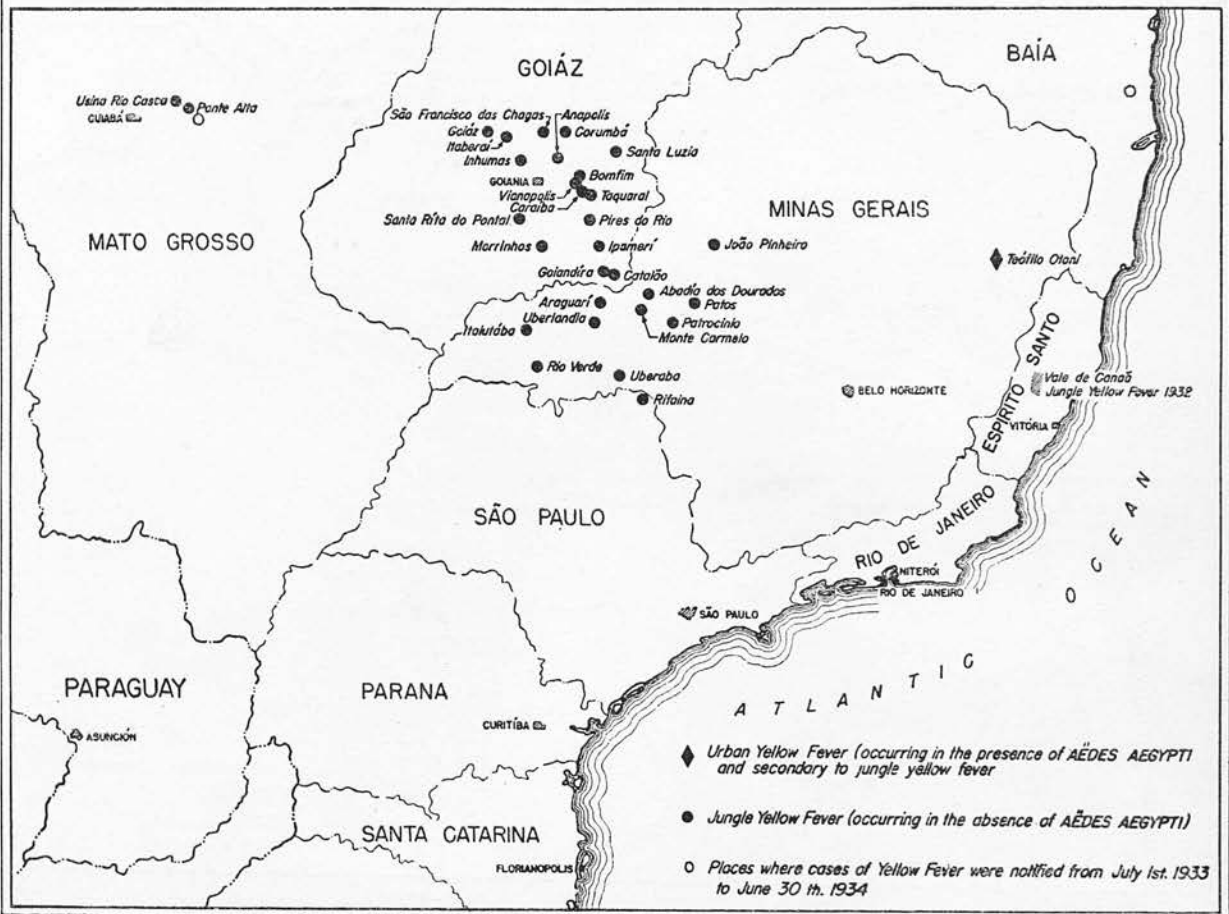 GOIÁZ
BAÍA
Usina Rio Casca
Ponte Alta
CUIABÁ
São Francisco das Chagas
Anapolis
Goiáz
Corumbá
Itaberaí
Inhumas
Santa Luzia
Bomfim
GOIANIA
Vianapolis
Caraíba
Taquaral
MINAS GERAIS
Santa Rita do Pontal
Pires do Rio
MATO GROSSO
Morrinhos
Ipamerí
João Pinheiro
Teófilo Otoni
Goiandíra
Catalão
Abadia dos Dourados
Araguarí
Patos
Uberlandia
Itaiutába
Patrocinio
Monte Carmelo
Rio Verde
Uberaba
Rifaina
BELO HORIZONTE
ESPIRITO SANTO
Vale de Canaã
Jungle Yellow Fever 1932
VITÓRIA
SÃO PAULO
RIO DE JANEIRO
NITERÓI
RIO DE JANEIRO
SÃO PAULO
ATLANTIC
OCEAN
PARAGUAY
PARANA
ASUNCIÓN
CURITÍBA
SANTA CATARINA
FLORIANOPOLIS
Urban Yellow Fever (occurring in the presence of AËDES AEGYPTI
and secondary to jungle yellow fever
Jungle Yellow Fever (occurring in the absence of AËDES AEGYPTI)
Places where cases of Yellow Fever were notified from July 1st. 1933
to June 30 th. 1934